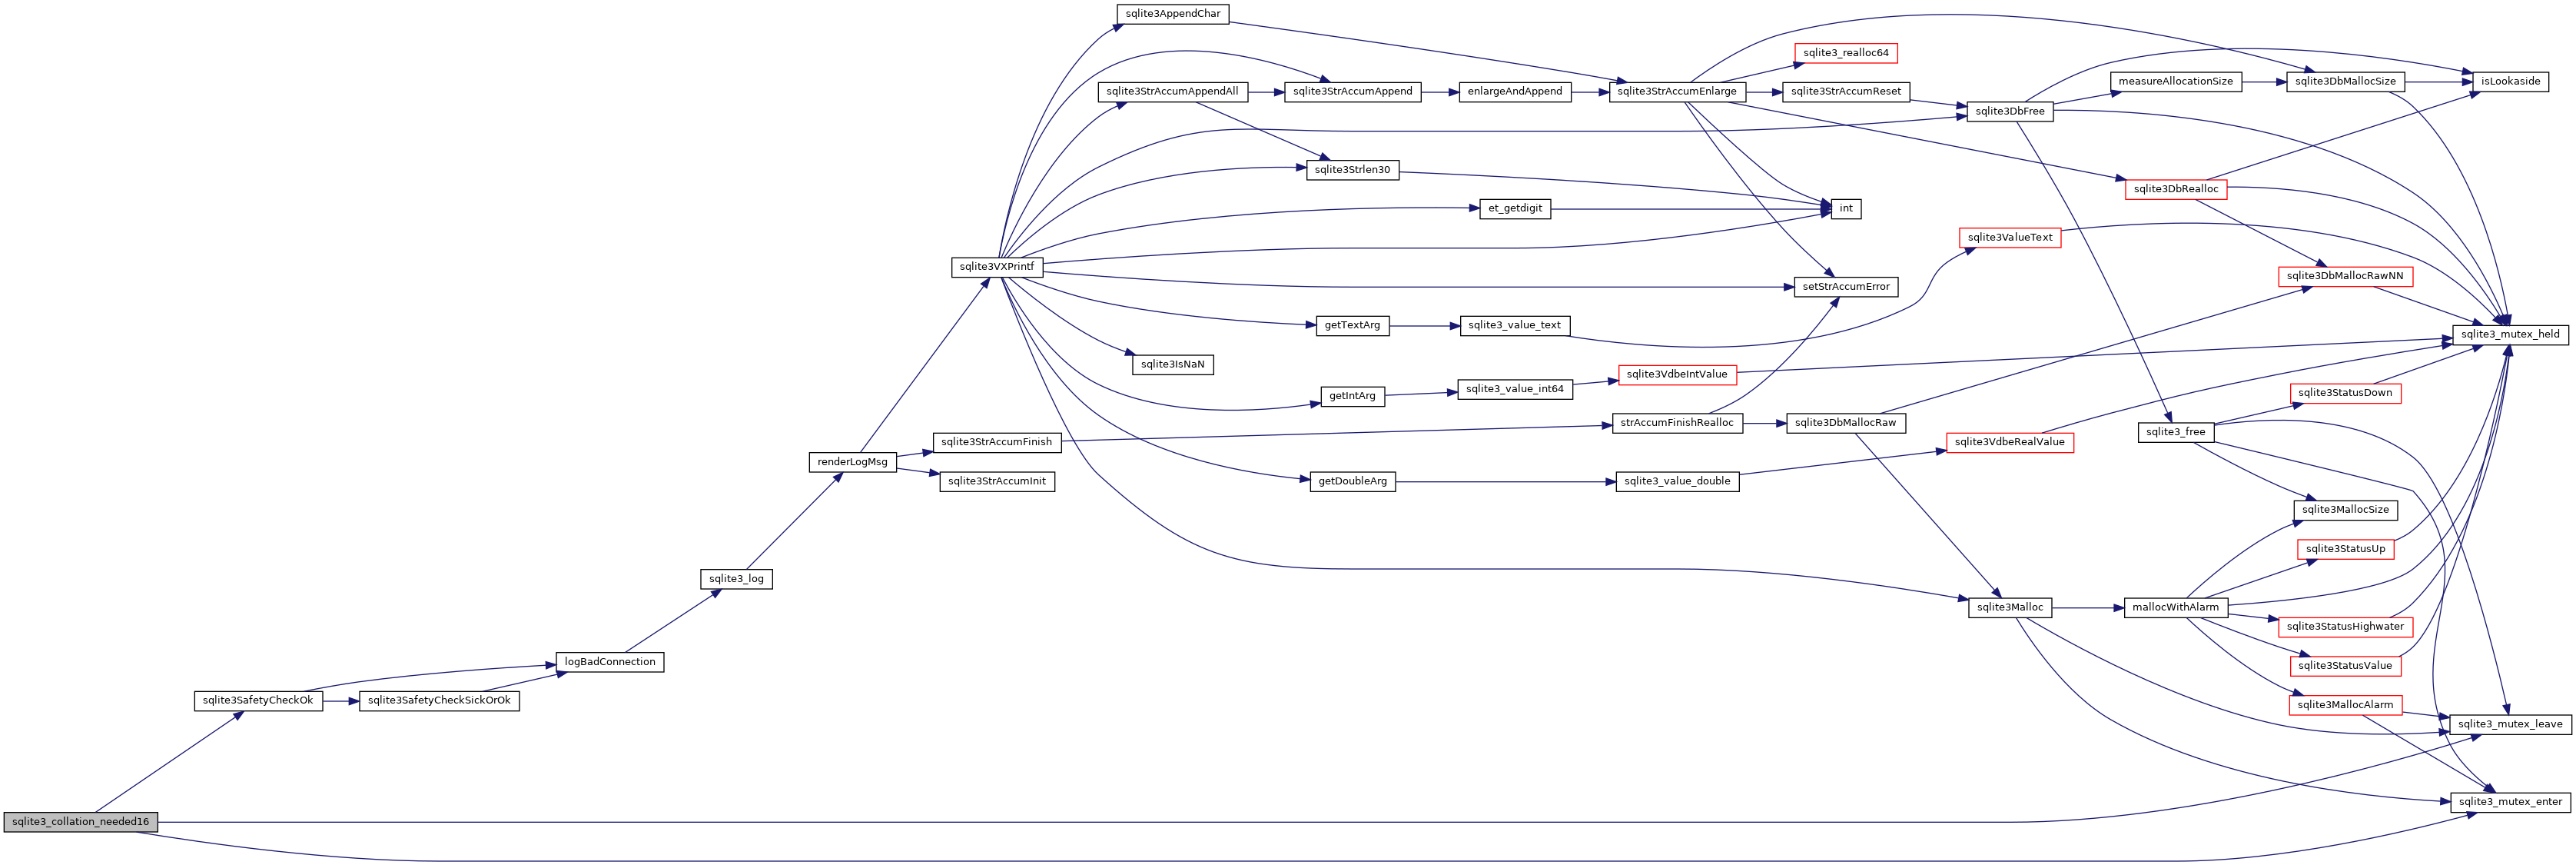 sqlite3_collation_needed16
sqlite3SafetyCheckOk
sqlite3SafetyCheckSickOrOk
logBadConnection
sqlite3_log
renderLogMsg
sqlite3StrAccumFinish
sqlite3StrAccumInit
sqlite3VXPrintf
sqlite3AppendChar
sqlite3StrAccumAppendAll
sqlite3IsNaN
sqlite3StrAccumAppend
sqlite3Strlen30
getTextArg
getIntArg
getDoubleArg
enlargeAndAppend
et_getdigit
sqlite3_value_text
sqlite3_value_int64
sqlite3StrAccumEnlarge
sqlite3VdbeIntValue
strAccumFinishRealloc
sqlite3_value_double
sqlite3_realloc64
sqlite3StrAccumReset
int
setStrAccumError
sqlite3DbMallocRaw
sqlite3DbFree
sqlite3ValueText
sqlite3VdbeRealValue
sqlite3Malloc
measureAllocationSize
sqlite3DbRealloc
sqlite3_free
mallocWithAlarm
sqlite3DbMallocSize
sqlite3DbMallocRawNN
sqlite3StatusDown
sqlite3MallocSize
sqlite3StatusUp
sqlite3StatusHighwater
sqlite3StatusValue
sqlite3MallocAlarm
isLookaside
sqlite3_mutex_held
sqlite3_mutex_leave
sqlite3_mutex_enter